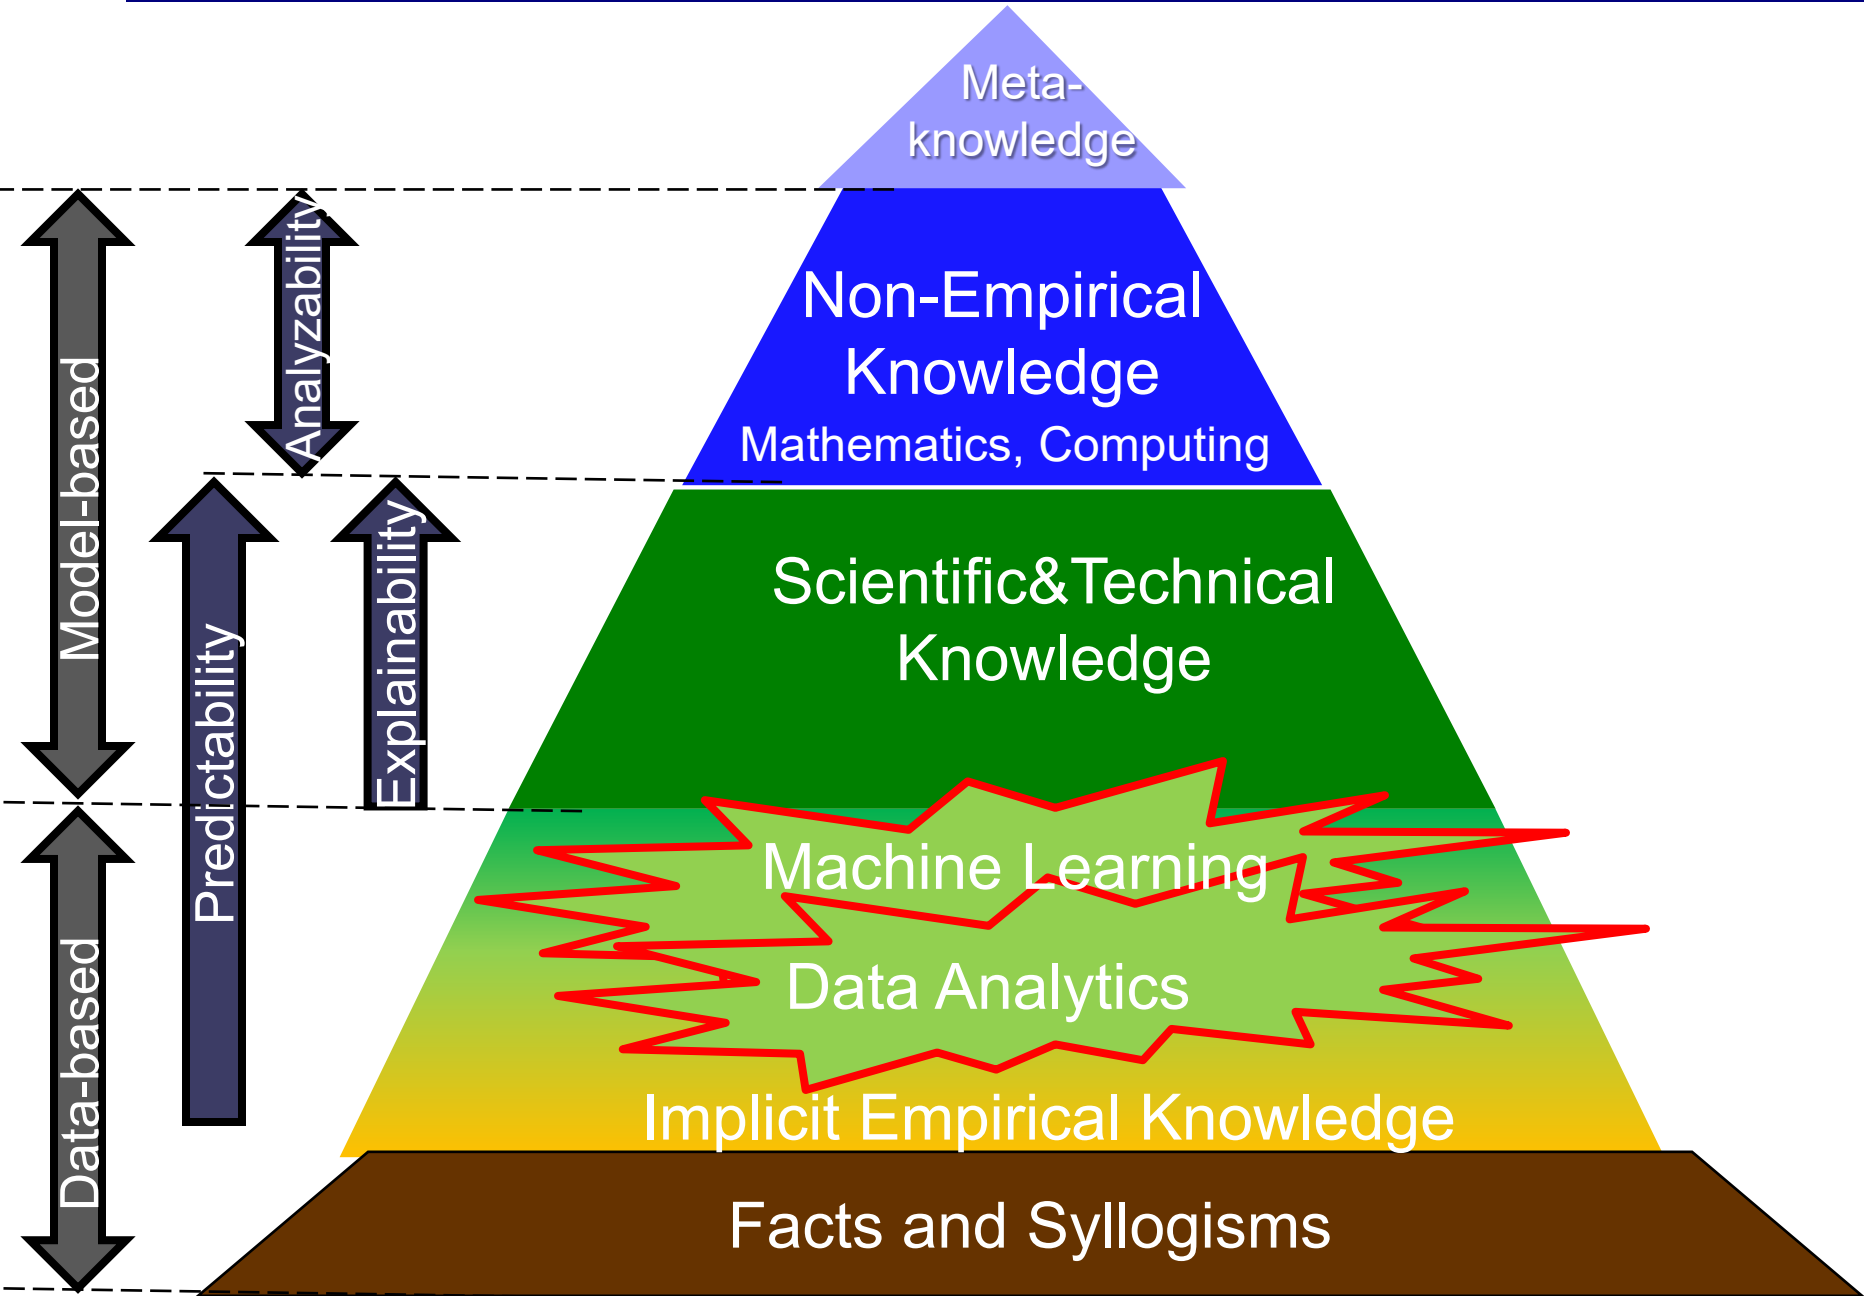 Meta-
knowledge
Non-Empirical
Knowledge
Mathematics, Computing
Scientific&Technical
Knowledge
Machine Learning
Data Analytics
Implicit Empirical Knowledge
Facts and Syllogisms
Model-based
Data-based
Predictability
Analyzability
Explainability